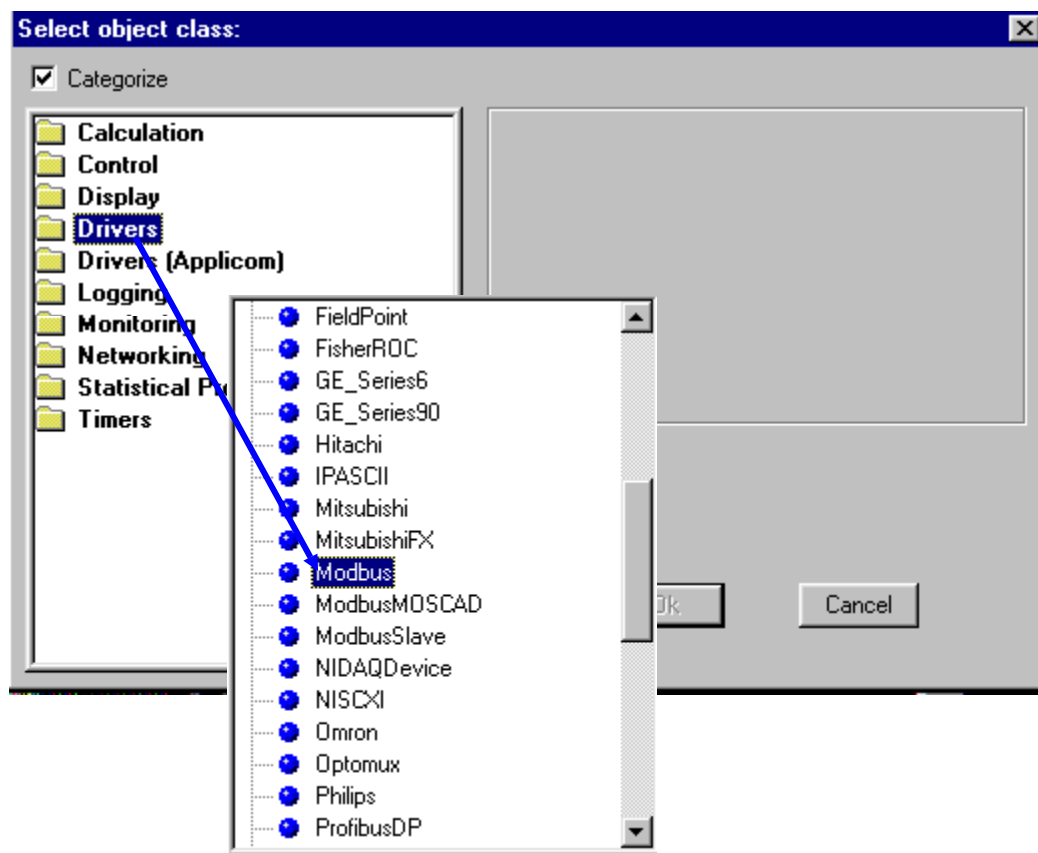 Select object class:
Categorize
Calculation
Control
Display
Drivers
Drivers (Applicom)
Logging
Monitoring
Networking
Statistical
Timers
FieldPoint
FisherROC
GE_Series6
GE_Series90
Hitachi
IPASCII
Mitsubishi
MitsubishiFX
Modbus
ModbusMOSCAD
ModbusSlave
NIDAQDevice
NISCXI
Omron
Optomux
Philips
ProfibusDP
Cancel